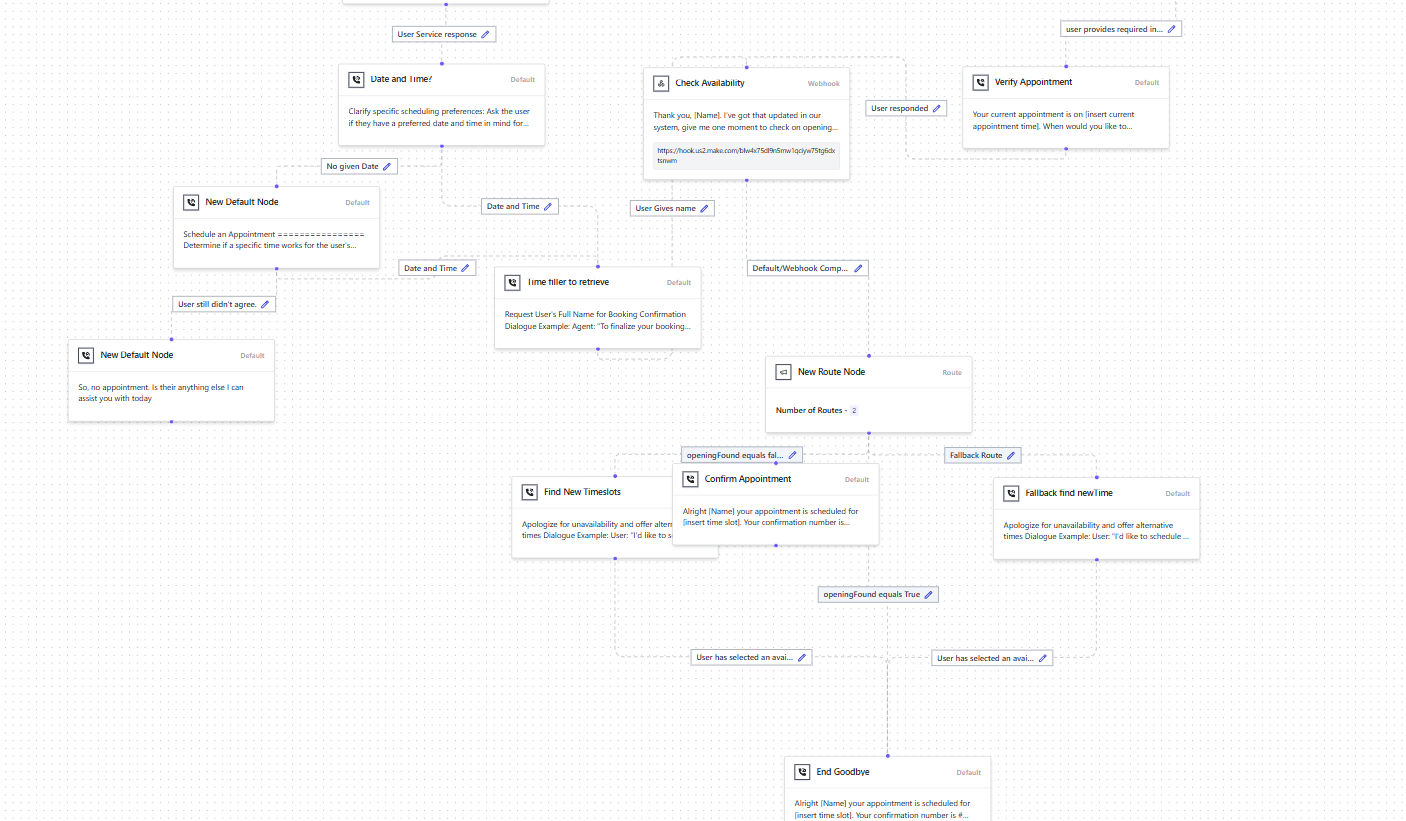 User Service response
user provides required in...
Date and Time?
Default
Clarify specific scheduling preferences: Ask the user
if they have a preferred date and time in mind for...
Check Availability
Webhook
Thank you, [Name]. I've got that updated in our
system, give me one moment to check on opening...
tsnwm
User responded
Verify Appointment
Default
Your current appointment is on [insert current
appointment time]. When would you like to...
No given Date
New Default Node
Default
Schedule an Appointment ================
Determine if a specific time works for the user's...
Date and Time
User Gives name
Date and Time
Default/Webhook Comp...
Time filler to retrieve
Default
Request User's Full Name for Booking Confirmation
Dialogue Example: Agent: "To finalize your booking...
User still didn't agree.
New Default Node
Default
So, no appointment. Is their anything else I can
assist you with today
New Route Node
Route
Number of Routes - 2
openingFound equals fal...
Fallback Route
Find New Timeslots
Apologize for unavailability and offer altern
times Dialogue Example: User: "I'd like to s
Confirm Appointment
Default
Alright [Name] your appointment is scheduled for
[insert time slot]. Your confirmation number is...
Fallback find newTime
Default
Apologize for unavailability and offer alternative
times Dialogue Example: User: "I'd like to schedule ...
openingFound equals True
User has selected an avai...
User has selected an avai...
End Goodbye
Default
Alright [Name] your appointment is scheduled for
[insert time slot]. Your confirmation number is #...